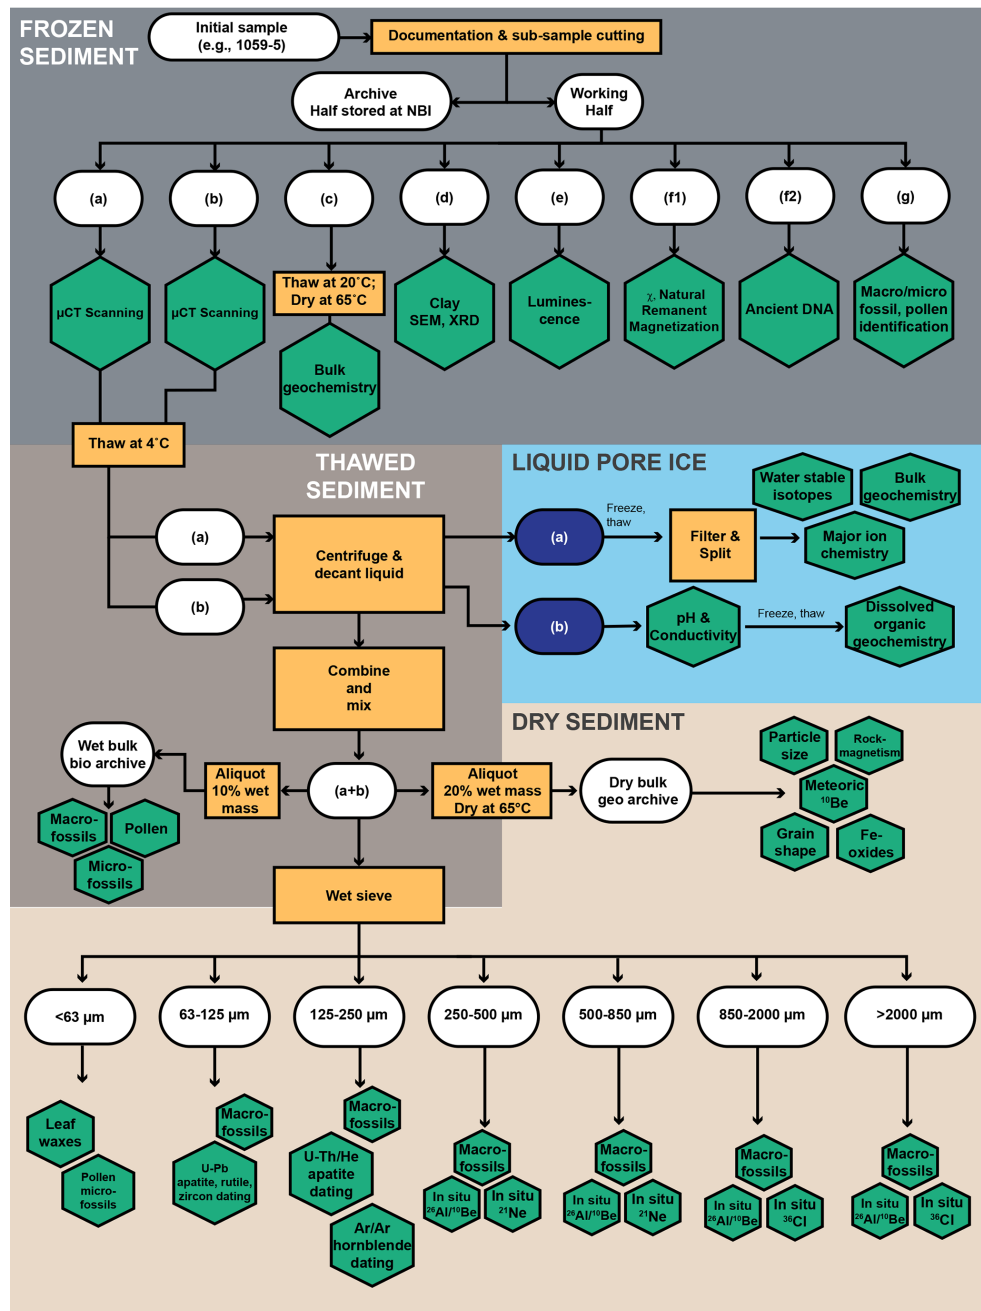 FROZEN
SEDIMENT
Initial sample
(e.g., 1059-5)
Documentation & sub-sample cutting
Archive
Half stored at NBI
Working
Half
(a)
(b)
(c)
(d)
(e)
(f1)
(f2)
(g)
µCT Scanning
µCT Scanning
Thaw at 20˚C;
Dry at 65˚C
Bulk
geochemistry
Clay
SEM, XRD
Lumines-
cence
χ, Natural
Remanent
Magnetization
Ancient DNA
Macro/micro
fossil, pollen
identification
Thaw at 4˚C
THAWED
SEDIMENT
(a)
(b)
Centrifuge &
decant liquid
Combine
and
mix
LIQUID PORE ICE
(a)
Freeze,
thaw
Filter &
Split
Water stable
isotopes
Bulk
geochemistry
Major ion
chemistry
(b)
pH &
Conductivity
Freeze, thaw
Dissolved
organic
geochemistry
Wet bulk
bio archive
Macro-
fossils
Pollen
Micro-
fossils
Aliquot
10% wet
mass
(a+b)
Aliquot
20% wet mass
Dry at 65°C
DRY SEDIMENT
Dry bulk
geo archive
Particle
size
Rock-
magnetism
Meteoric
¹⁰Be
Grain
shape
Fe-
oxides
Wet sieve
<63 µm
63-125 µm
125-250 µm
250-500 µm
500-850 µm
850-2000 µm
>2000 µm
Leaf
waxes
Pollen
micro-
fossils
Macro-
fossils
U-Pb
apatite, rutile,
zircon dating
Macro-
fossils
U-Th/He
apatite
dating
Ar/Ar
hornblende
dating
Macro-
fossils
In situ
²⁶Al/¹⁰Be
In situ
²¹Ne
Macro-
fossils
In situ
²⁶Al/¹⁰Be
In situ
²¹Ne
Macro-
fossils
In situ
²⁶Al/¹⁰Be
In situ
³⁶Cl
Macro-
fossils
In situ
²⁶Al/¹⁰Be
In situ
³⁶Cl